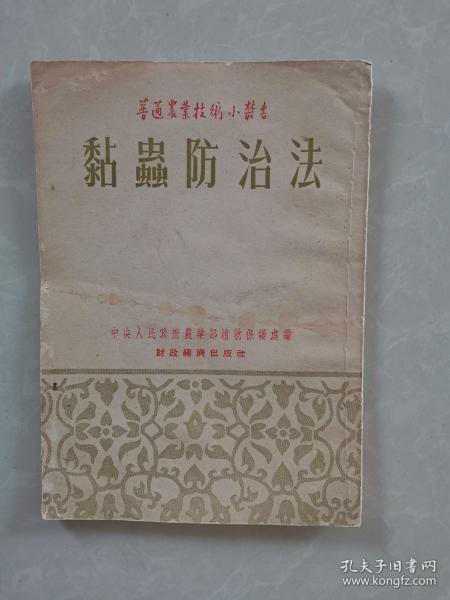 普通農業技術小叢書
黏蟲防治法
中央人民政府農業部植物保護處編
財政經濟出版社
孔夫子旧书网
www.kongfz.com